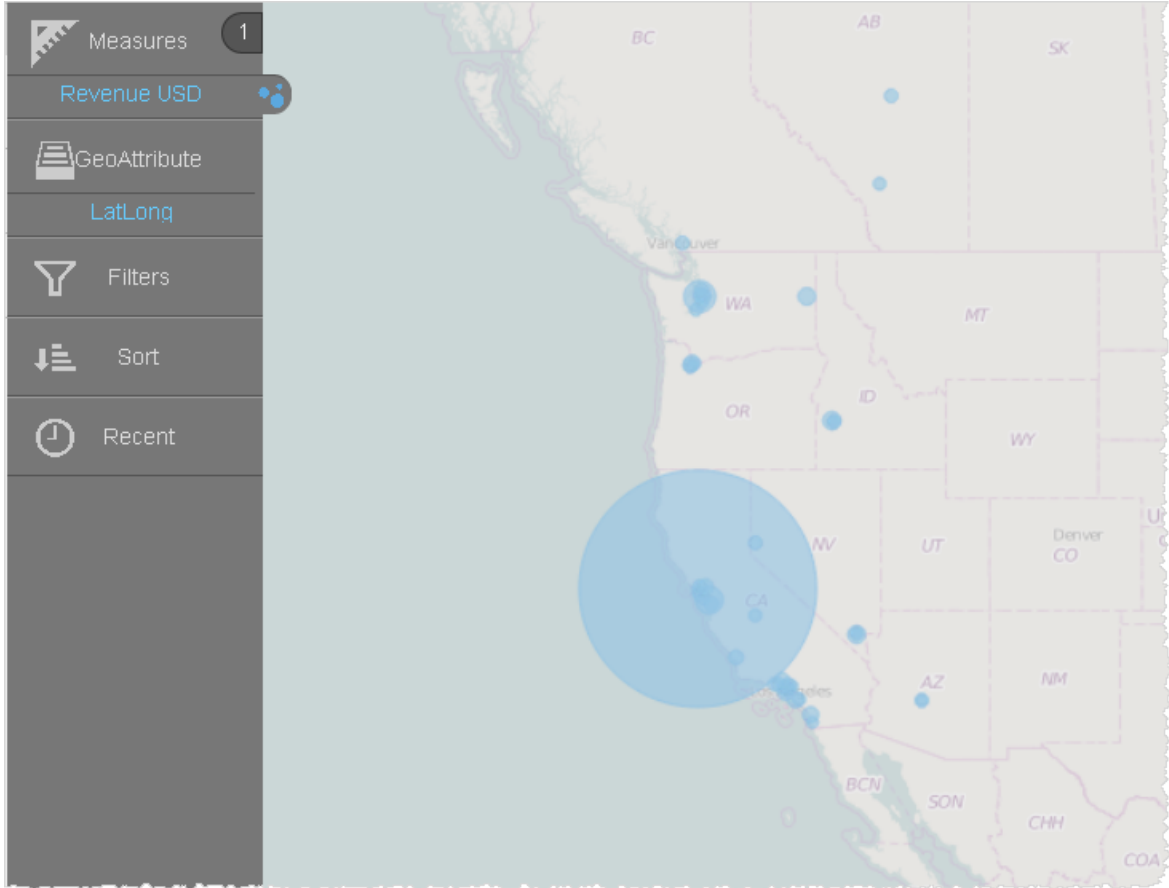 Measures
1
Revenue USD
GeoAttribute
LatLong
Filters
Sort
Recent
AB
BC
SK
Vancouver
WA
MT
ID
OR
WY
Denver
NV
UT
CO
CA
AZ
NM
BCN
SON
CHH
COA